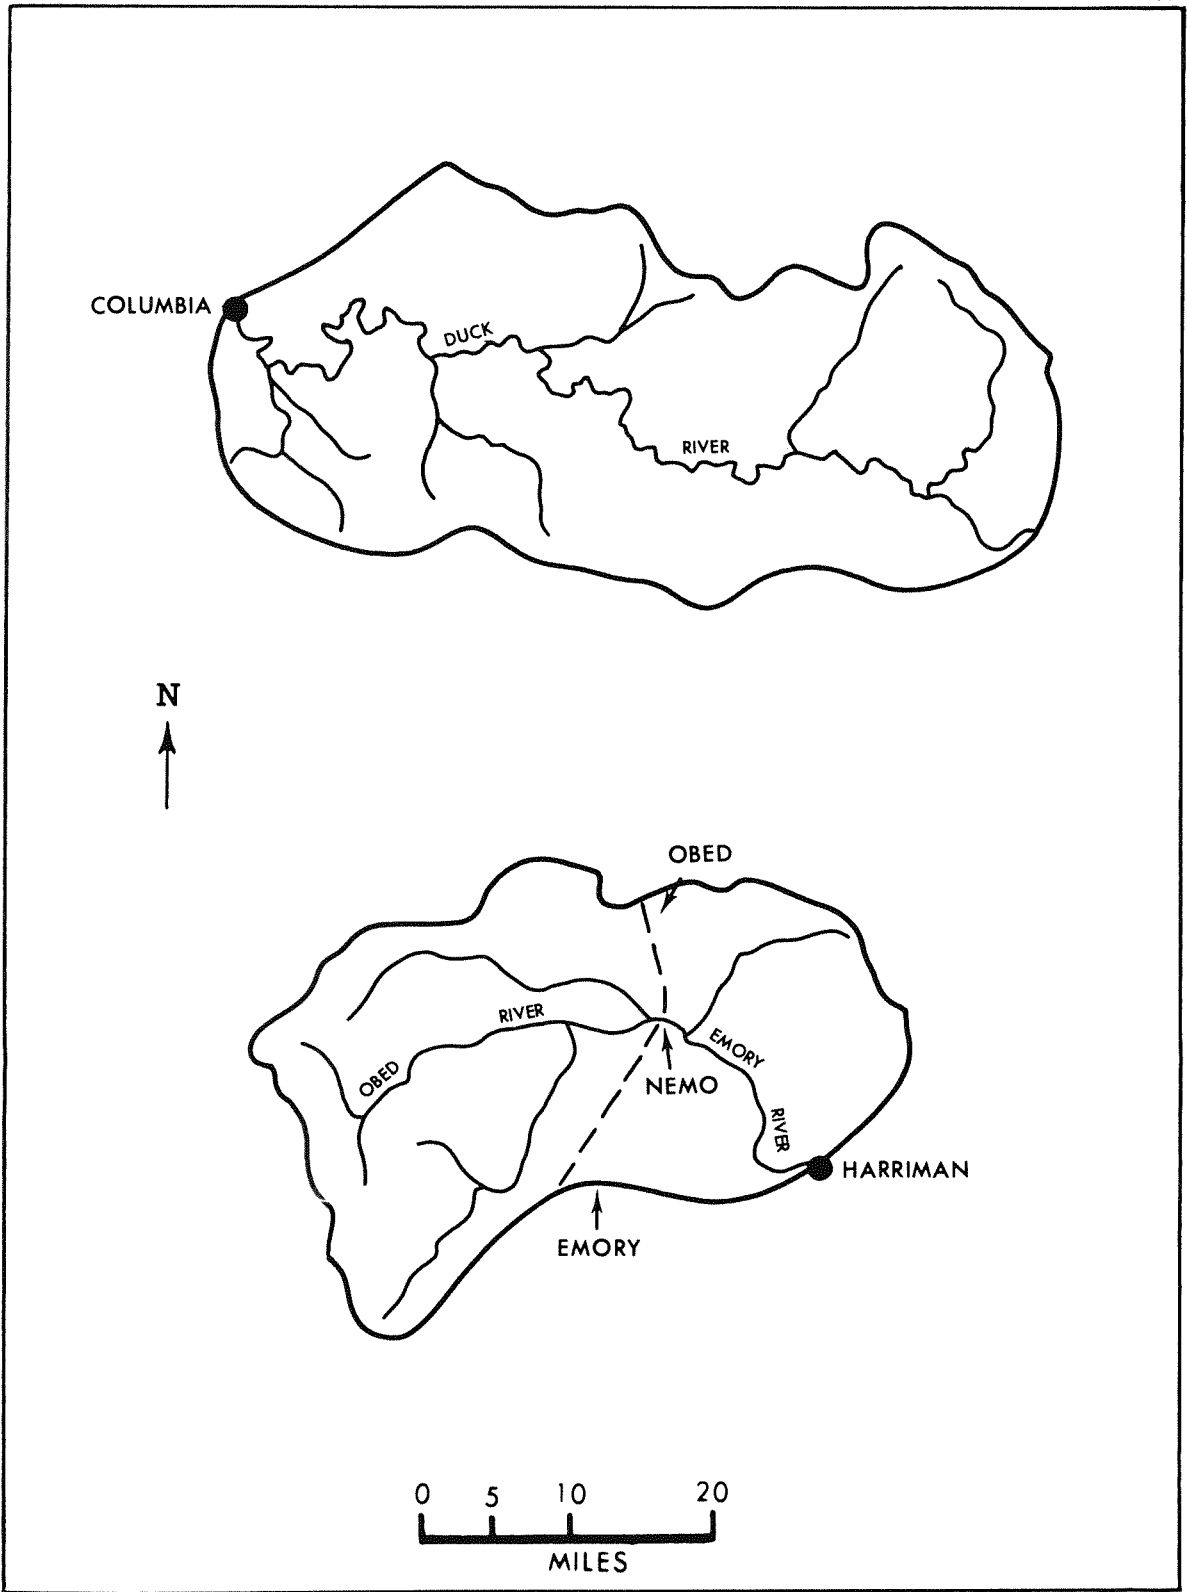 COLUMBIA
DUCK
RIVER
N
OBED
RIVER
OBED
EMORY
NEMO
RIVER
HARRIMAN
EMORY
0 5 10 20
MILES